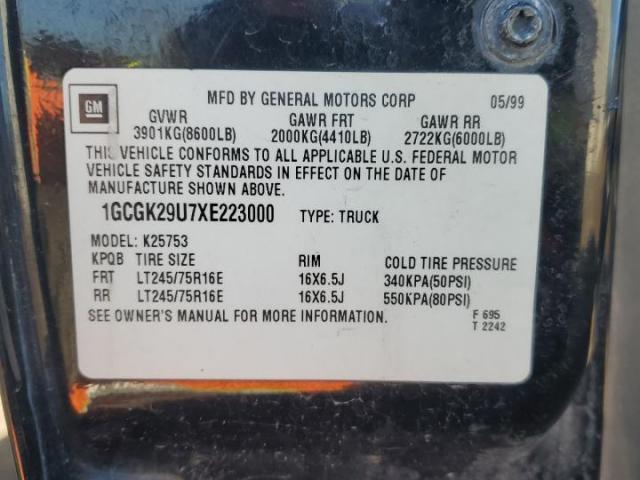 GM
MFD BY GENERAL MOTORS CORP 05/99
GVWR GAWR FRT GAWR RR
3901KG(8600LB) 2000KG(4410LB) 2722KG(6000LB)
THIS VEHICLE CONFORMS TO ALL APPLICABLE U.S. FEDERAL MOTOR
VEHICLE SAFETY STANDARDS IN EFFECT ON THE DATE OF
MANUFACTURE SHOWN ABOVE.
1GCGK29U7XE223000 TYPE: TRUCK
MODEL: K25753
KPQB TIRE SIZE RIM COLD TIRE PRESSURE
FRT LT245/75R16E 16X6.5J 340KPA(50PSI)
RR LT245/75R16E 16X6.5J 550KPA(80PSI)
SEE OWNER'S MANUAL FOR MORE INFORMATION. F 695
T 2242